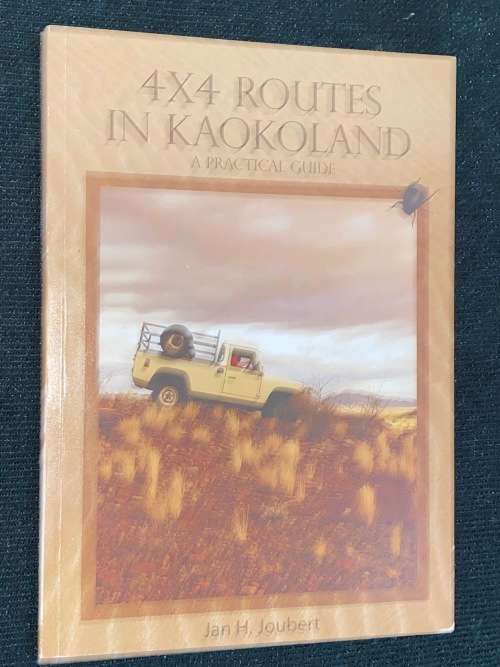 4X4 ROUTES
IN KAOKOLAND
A PRACTICAL GUIDE
Jan H. Joubert